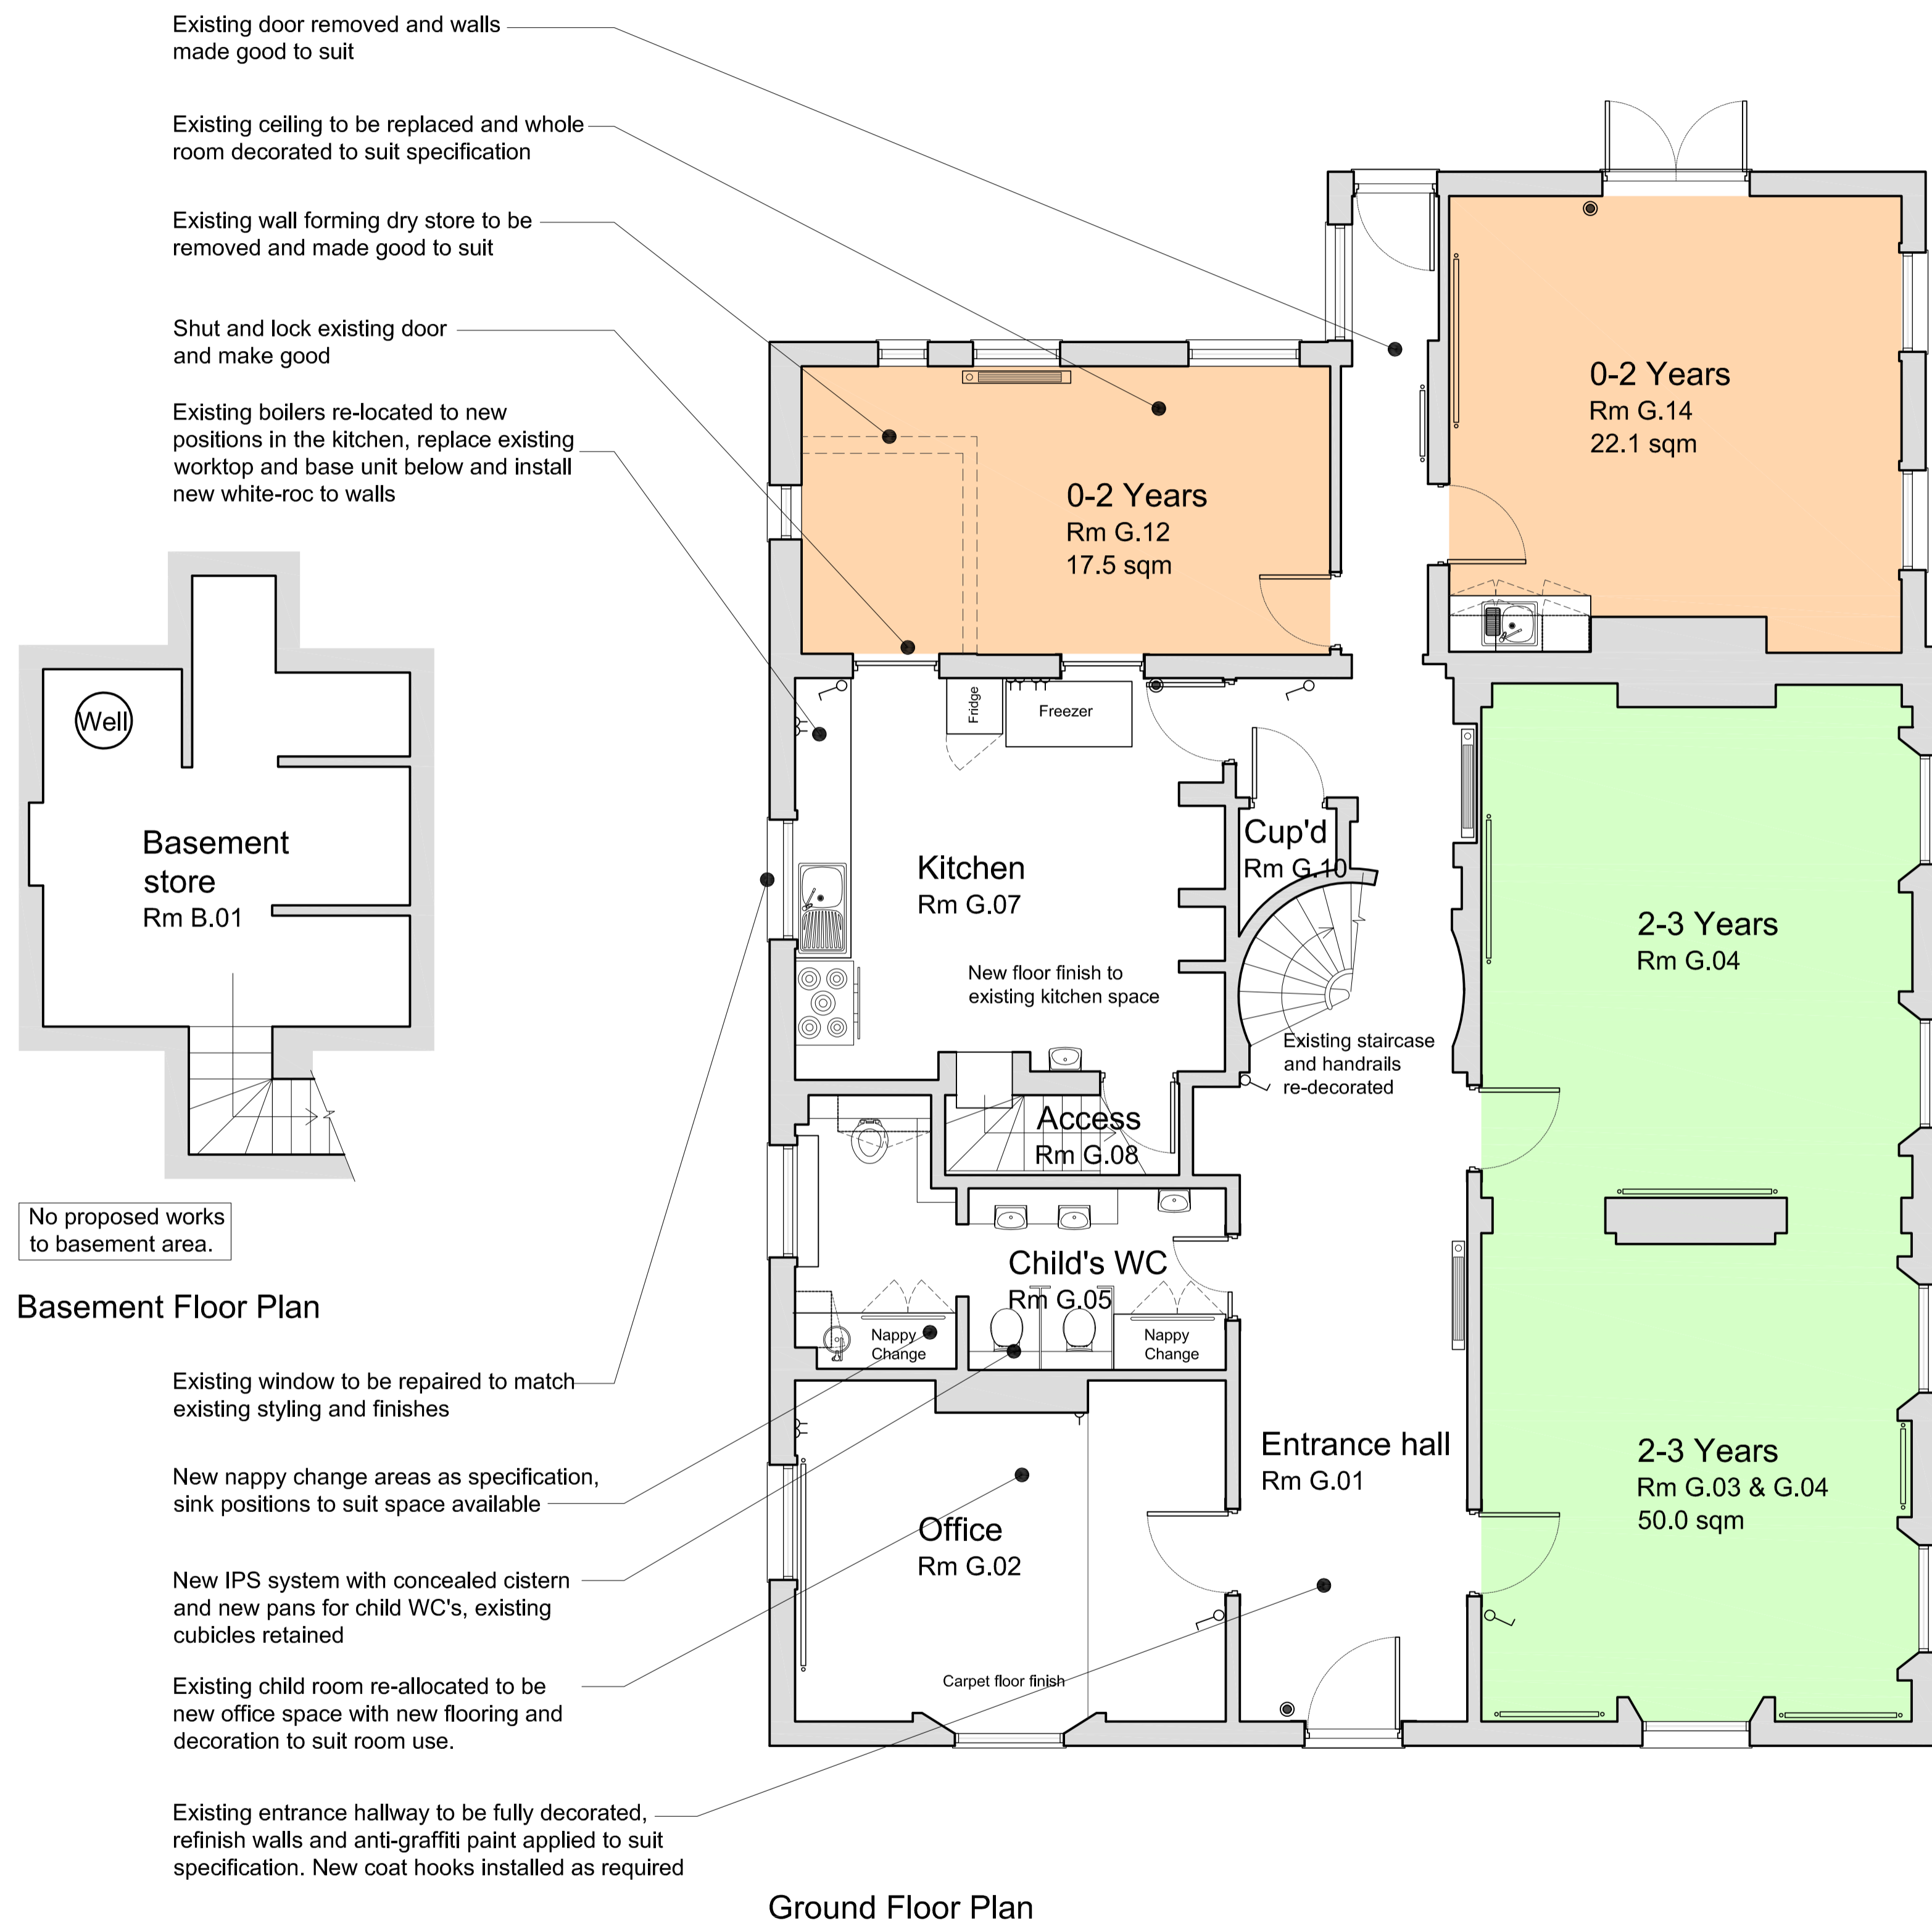 Existing door removed and walls
made good to suit
Existing ceiling to be replaced and whole
room decorated to suit specification
Existing wall forming dry store to be
removed and made good to suit
Shut and lock existing door
and make good
Existing boilers re-located to new
positions in the kitchen, replace existing
worktop and base unit below and install
new white-roc to walls
0-2 Years
Rm G.14
22.1 sqm
0-2 Years
Rm G.12
17.5 sqm
Well
Basement
store
Rm B.01
No proposed works
to basement area.
Basement Floor Plan
Fridge
Freezer
Kitchen
Rm G.07
New floor finish to
existing kitchen space
Cup'd
Rm G.10
Existing staircase
and handrails
re-decorated
2-3 Years
Rm G.04
Access
Rm G.08
Child's WC
Rm G.05
Nappy
Change
Nappy
Change
Entrance hall
Rm G.01
2-3 Years
Rm G.03 & G.04
50.0 sqm
Office
Rm G.02
Carpet floor finish
Existing window to be repaired to match
existing styling and finishes
New nappy change areas as specification,
sink positions to suit space available
New IPS system with concealed cistern
and new pans for child WC's, existing
cubicles retained
Existing child room re-allocated to be
new office space with new flooring and
decoration to suit room use.
Existing entrance hallway to be fully decorated,
refinish walls and anti-graffiti paint applied to suit
specification. New coat hooks installed as required
Ground Floor Plan